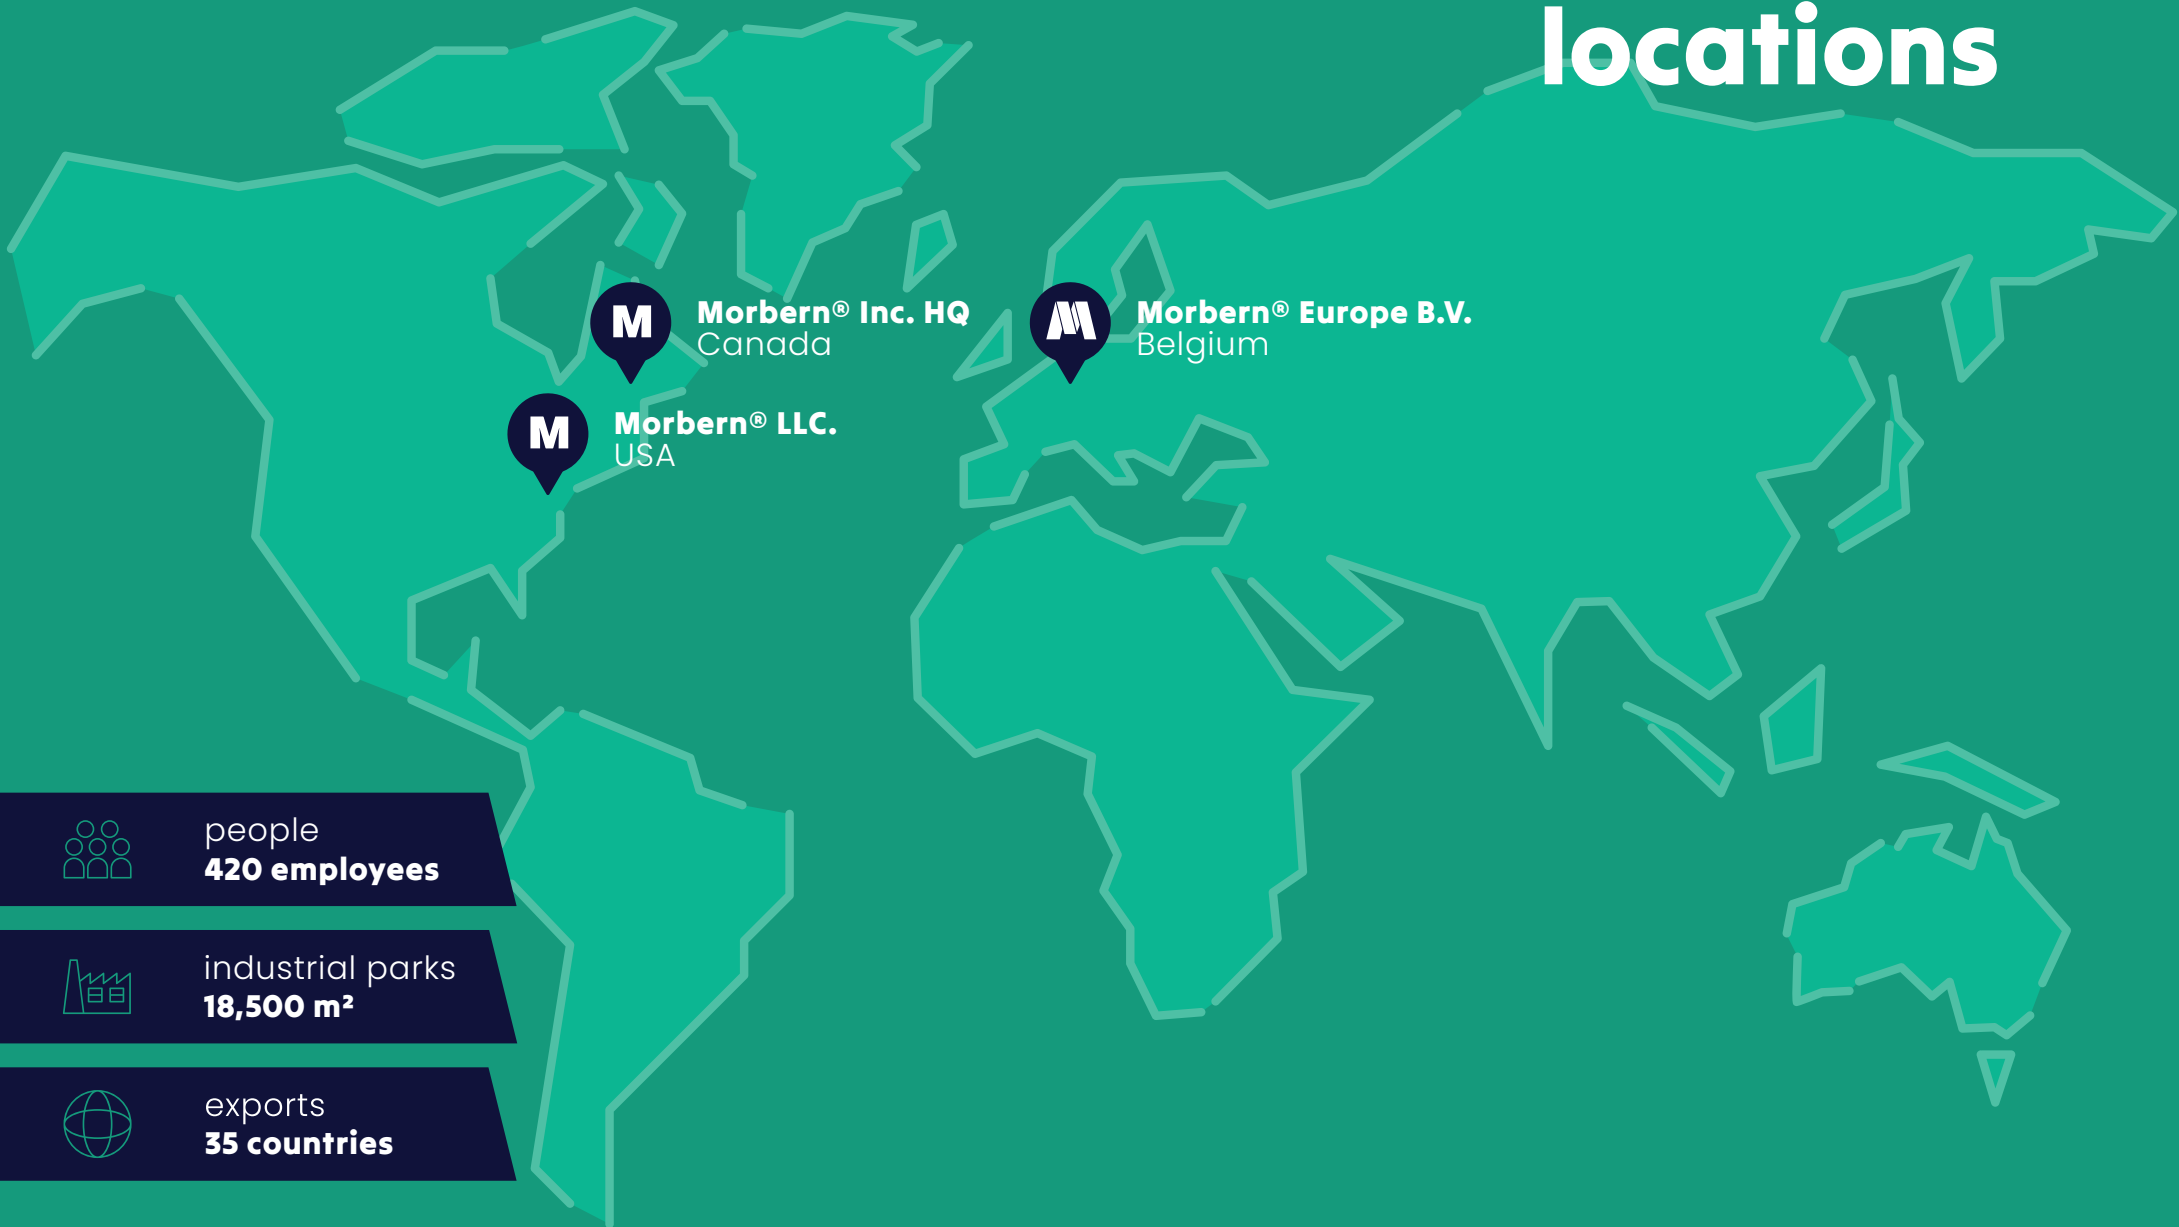 locations
Morbern® Inc. HQ
Canada
Morbern® Europe B.V.
Belgium
Morbern® LLC.
USA
people
420 employees
industrial parks
18,500 m²
exports
35 countries